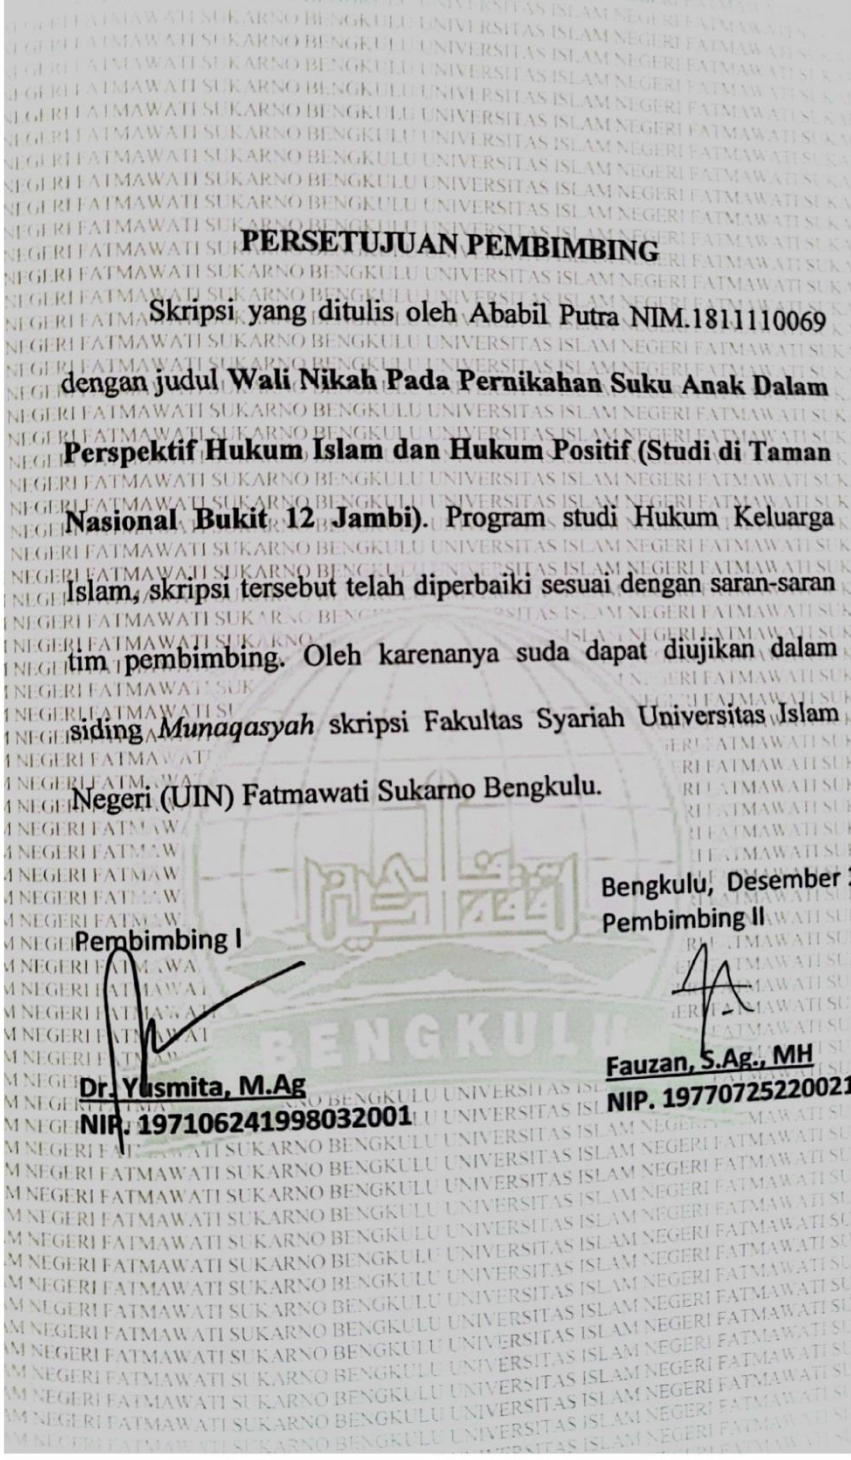 PERSETUJUAN PEMBIMBING
Skripsi yang ditulis oleh Ababil Putra NIM.1811110069
dengan judul Wali Nikah Pada Pernikahan Suku Anak Dalam
Perspektif Hukum Islam dan Hukum Positif (Studi di Taman
Nasional Bukit 12 Jambi). Program studi Hukum Keluarga
Islam, skripsi tersebut telah diperbaiki sesuai dengan saran-saran
tim pembimbing. Oleh karenanya suda dapat diujikan dalam
siding Munaqasyah skripsi Fakultas Syariah Universitas Islam
Negeri (UIN) Fatmawati Sukarno Bengkulu.
Bengkulu, Desember
Pembimbing I
Pembimbing II
BENGKULU
Dr. Yusmita, M.Ag
NIP. 197106241998032001
Fauzan, S.Ag., MH
NIP. 19770725220021